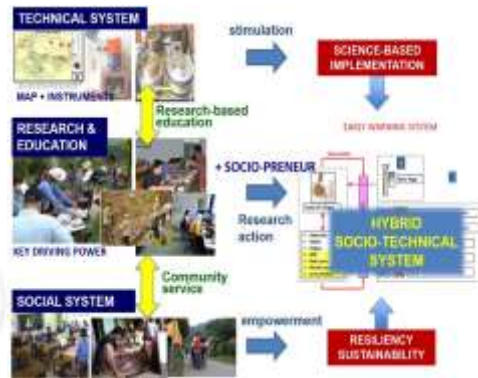 TECHNICAL SYSTEM
stimulation
SCIENCE-BASED
IMPLEMENTATION
MAP + INSTRUMENTS
Research-based
education
EARLY WARNING SYSTEM
RESEARCH &
EDUCATION
+ SOCIO-PRENEUR
Research
action
HYBRID
SOCIO-TECHNICAL
SYSTEM
KEY DRIVING POWER
Community
service
SOCIAL SYSTEM
empowerment
RESILIENCY
SUSTAINABILITY